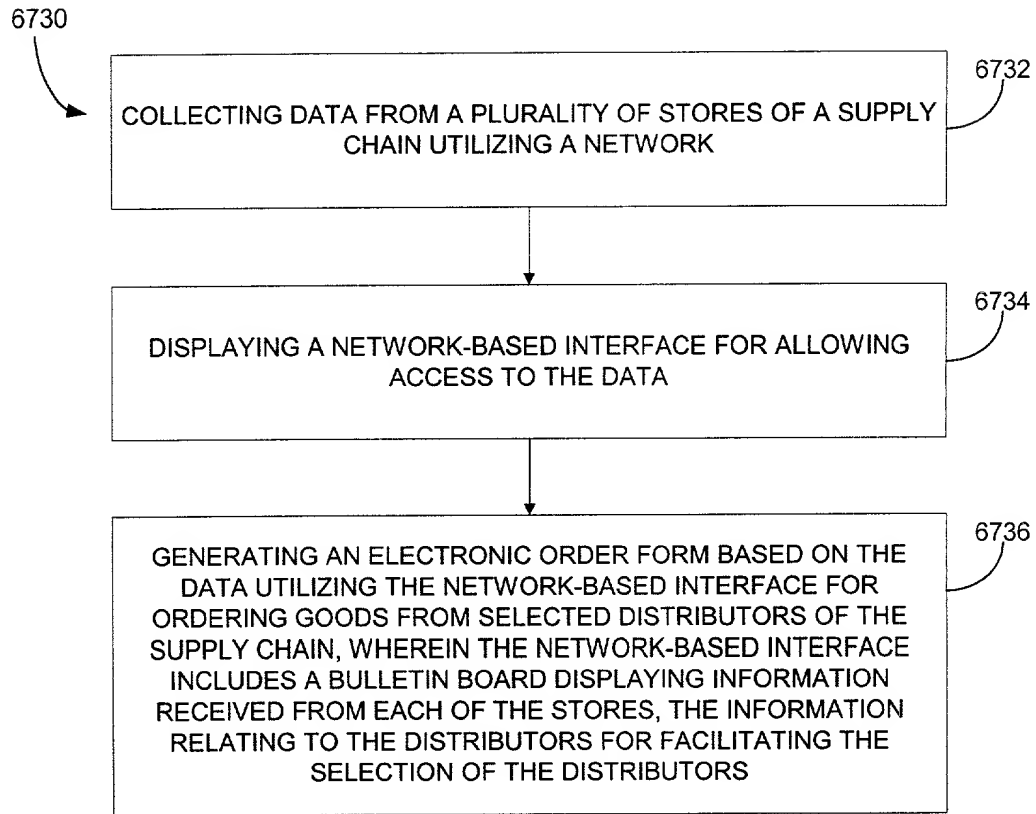 6730
6732
COLLECTING DATA FROM A PLURALITY OF STORES OF A SUPPLY
CHAIN UTILIZING A NETWORK
6734
DISPLAYING A NETWORK-BASED INTERFACE FOR ALLOWING
ACCESS TO THE DATA
6736
GENERATING AN ELECTRONIC ORDER FORM BASED ON THE
DATA UTILIZING THE NETWORK-BASED INTERFACE FOR
ORDERING GOODS FROM SELECTED DISTRIBUTORS OF THE
SUPPLY CHAIN, WHEREIN THE NETWORK-BASED INTERFACE
INCLUDES A BULLETIN BOARD DISPLAYING INFORMATION
RECEIVED FROM EACH OF THE STORES, THE INFORMATION
RELATING TO THE DISTRIBUTORS FOR FACILITATING THE
SELECTION OF THE DISTRIBUTORS